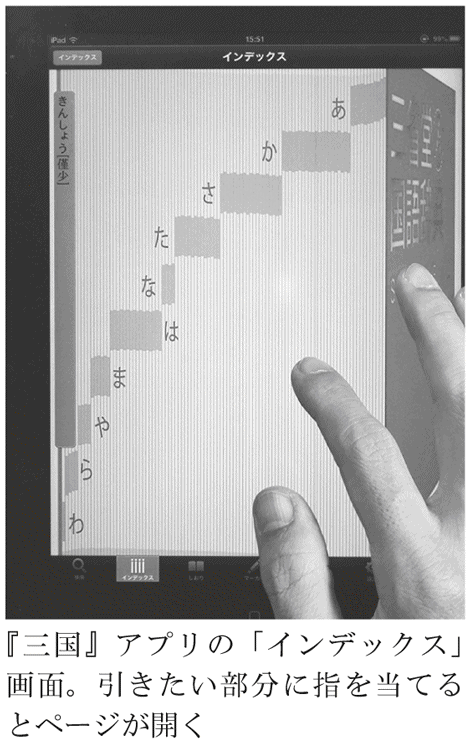 iPad
15:51
インデックス
インデックス
きんしょう[僅少]
あ
か
さ
た
な
は
ま
や
ら
わ
三省堂
国語辞典
検索
インデックス
しおり
『三国』アプリの「インデックス」
画面。引きたい部分に指を当てる
とページが開く